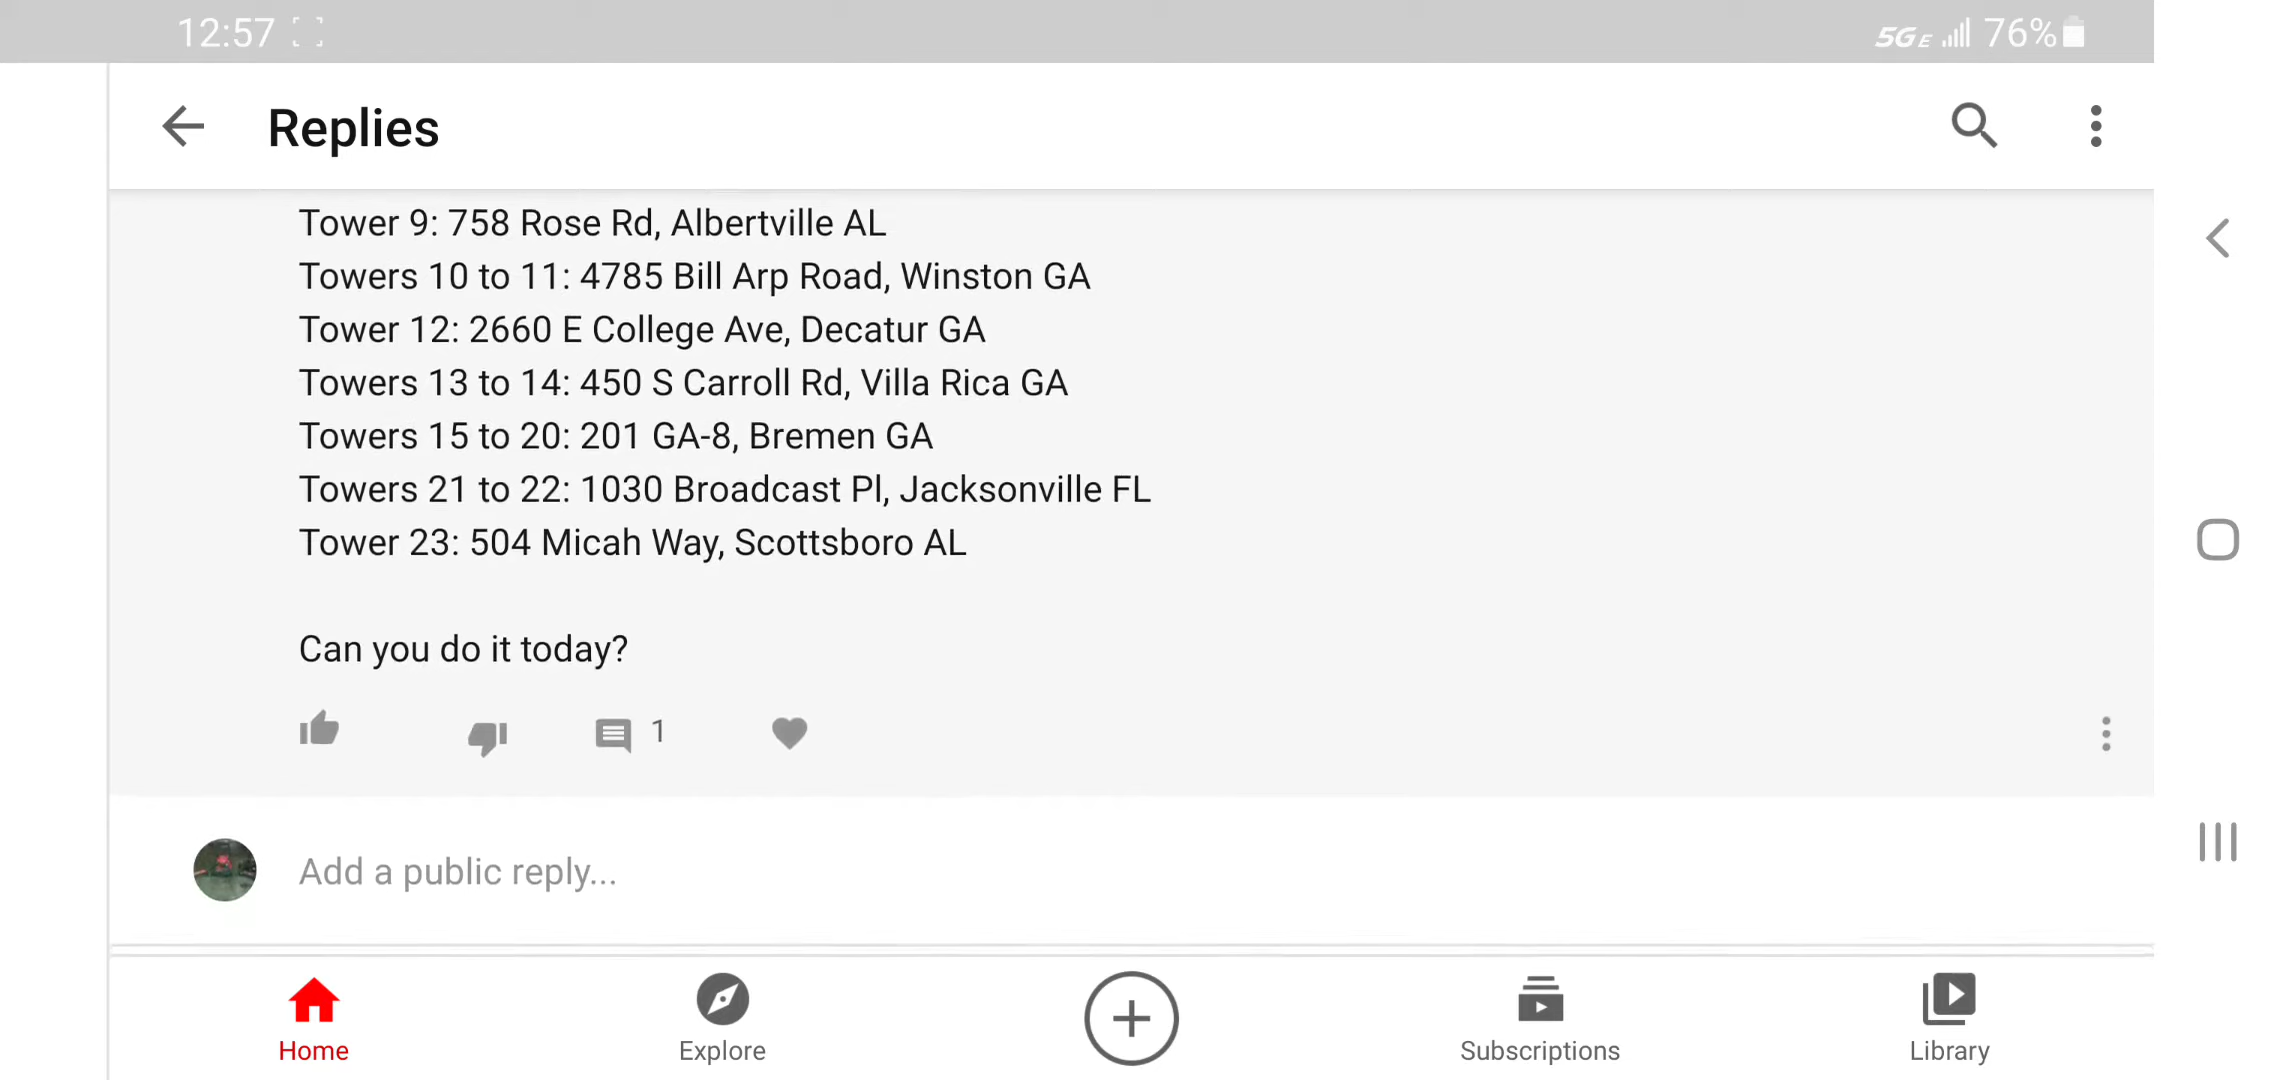 12:57
5GE 76%
Replies
Tower 9: 758 Rose Rd, Albertville AL
Towers 10 to 11: 4785 Bill Arp Road, Winston GA
Tower 12: 2660 E College Ave, Decatur GA
Towers 13 to 14: 450 S Carroll Rd, Villa Rica GA
Towers 15 to 20: 201 GA-8, Bremen GA
Towers 21 to 22: 1030 Broadcast Pl, Jacksonville FL
Tower 23: 504 Micah Way, Scottsboro AL
Can you do it today?
1
Add a public reply...
Home Explore Subscriptions Library